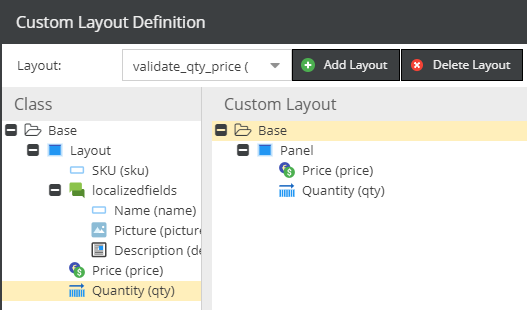 Custom Layout Definition
Layout: validate_qty_price ( Add Layout Delete Layout
Class Custom Layout
Base Base
Layout Panel
SKU (sku) Price (price)
localizedfields Quantity (qty)
Name (name)
Picture (picture
Description (de
Price (price)
Quantity (qty)